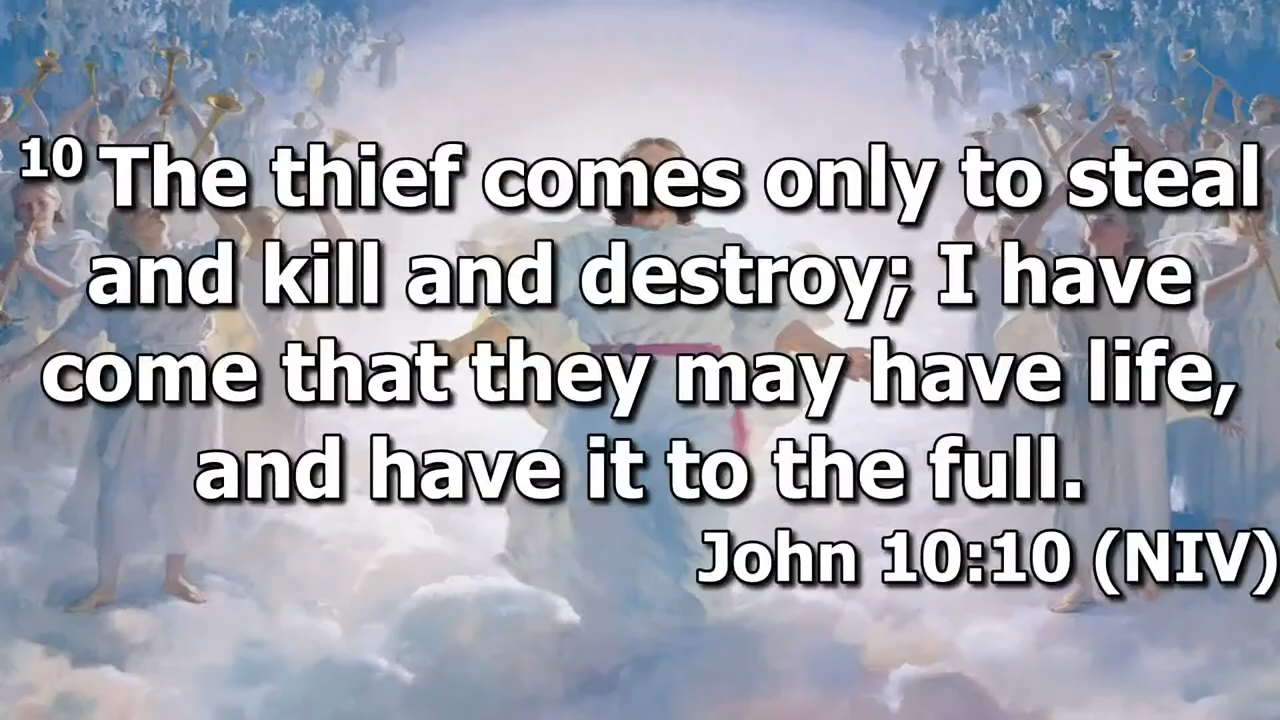 10 The thief comes only to steal
and kill and destroy; I have
come that they may have life,
and have it to the full.
John 10:10 (NIV)